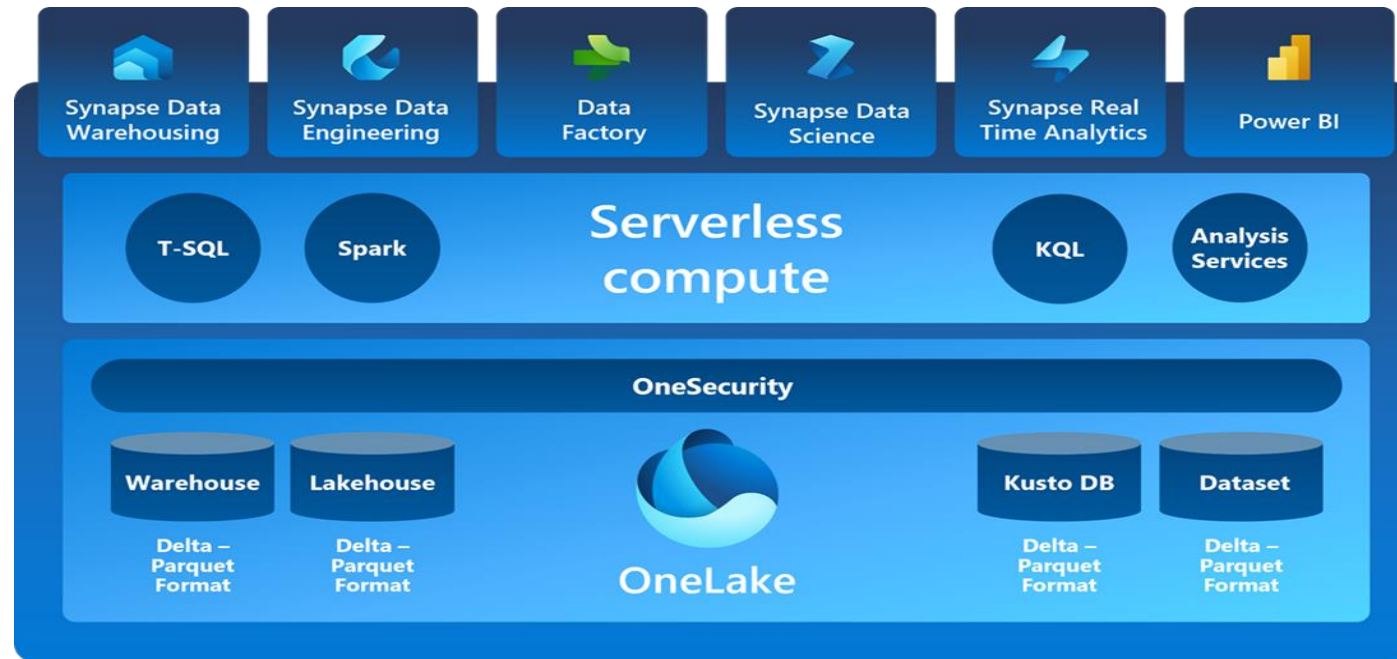 Synapse Data
Warehousing
Synapse Data
Engineering
Data
Factory
Synapse Data
Science
Synapse Real
Time Analytics
Power BI
T-SQL
Spark
Serverless
compute
KQL
Analysis
Services
OneSecurity
Warehouse
Lakehouse
Kusto DB
Dataset
Delta –
Parquet
Format
Delta –
Parquet
Format
OneLake
Delta –
Parquet
Format
Delta –
Parquet
Format